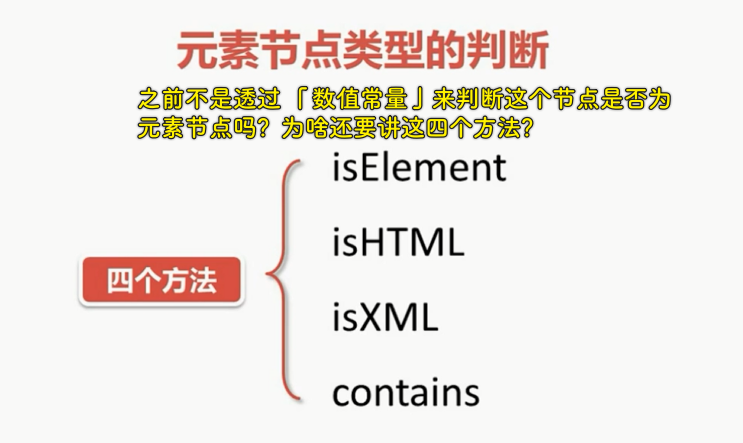 元素节点类型的判断
之前不是透过「数值常量」来判断这个节点是否为
元素节点吗？为啥还要讲这四个方法？
isElement
isHTML
四个方法
isXML
contains